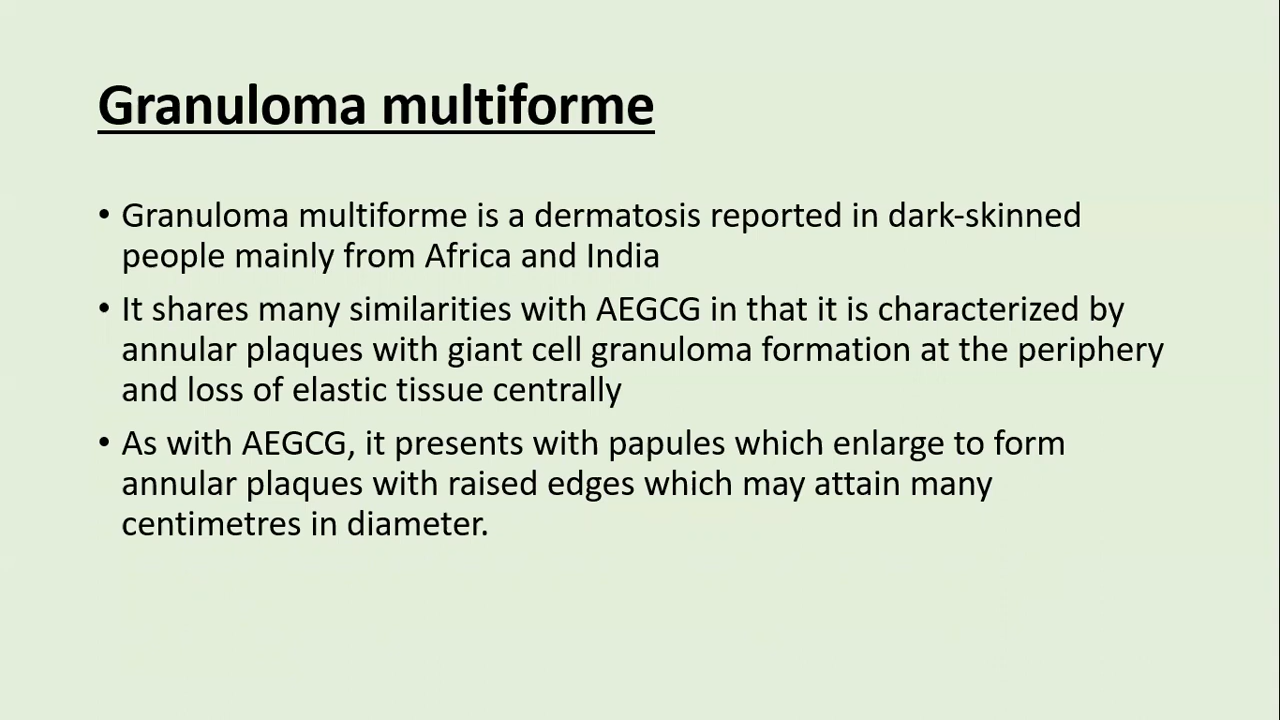 Granuloma multiforme
• Granuloma multiforme is a dermatosis reported in dark-skinned
people mainly from Africa and India
• It shares many similarities with AEGCG in that it is characterized by
annular plaques with giant cell granuloma formation at the periphery
and loss of elastic tissue centrally
• As with AEGCG, it presents with papules which enlarge to form
annular plaques with raised edges which may attain many
centimetres in diameter.